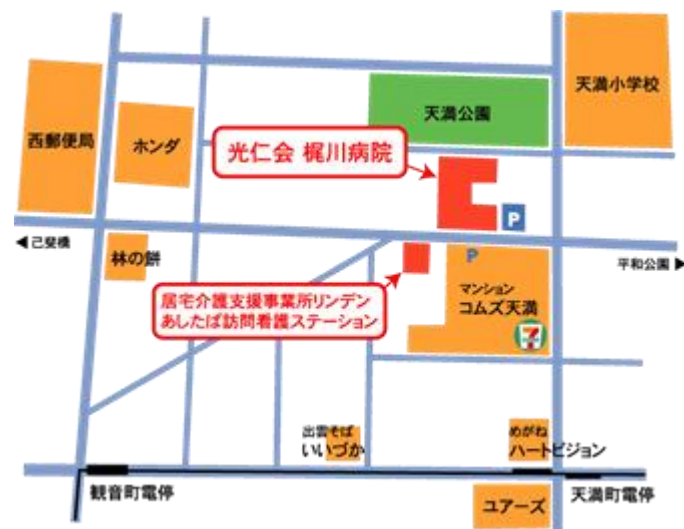 天満小学校
天満公園
西郵便局
ホンダ
光仁会 梶川病院
P
◀己斐橋
平和公園▶
林の餅
P
マンション
コムズ天満
居宅介護支援事業所リンデン
あしたば訪問看護ステーション
7
出雲そば
いいづか
めがね
ハートビジョン
観音町電停
天満町電停
ユアーズ